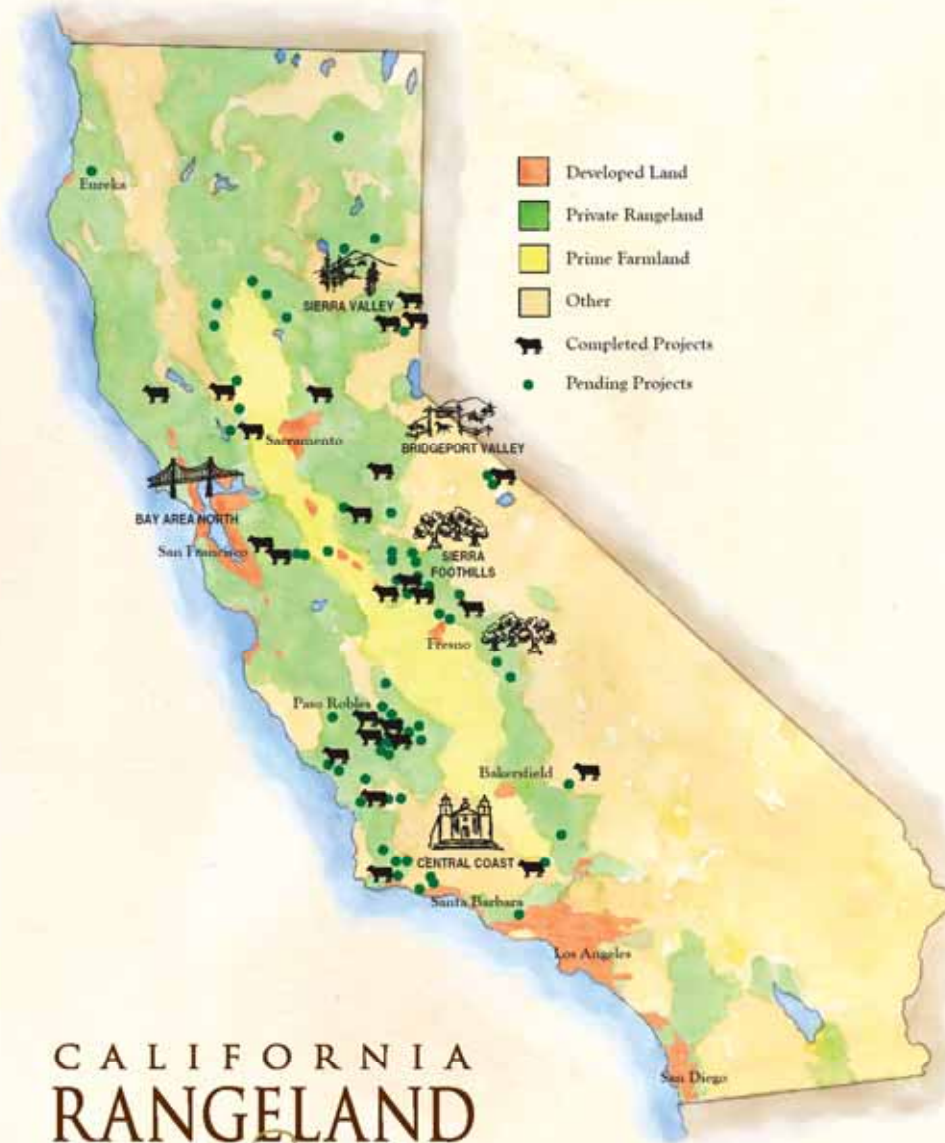 Eureka
Developed Land
Private Rangeland
Prime Farmland
Other
Completed Projects
Pending Projects
SIERRA VALLEY
Sacramento
BRIDGEPORT VALLEY
BAY AREA NORTH
San Francisco
SIERRA
FOOTHILLS
Fresno
Paso Robles
Bakersfield
CENTRAL COAST
Santa Barbara
Los Angeles
San Diego
CALIFORNIA
RANGELAND